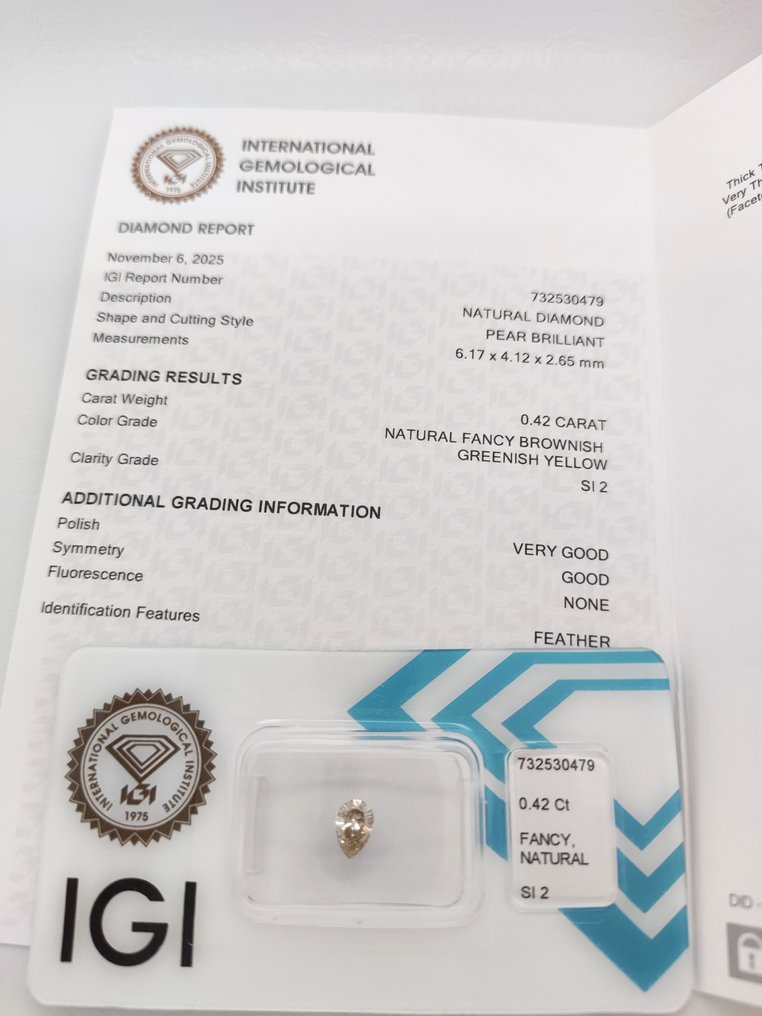 INTERNATIONAL
GEMOLOGICAL
INSTITUTE
INTERNATIONAL GEMOLOGICAL INSTITUTE
IGI
1975
DIAMOND REPORT
November 6, 2025
IGI Report Number 732530479
Description NATURAL DIAMOND
Shape and Cutting Style PEAR BRILLIANT
Measurements 6.17 x 4.12 x 2.65 mm
GRADING RESULTS
Carat Weight 0.42 CARAT
Color Grade NATURAL FANCY BROWNISH
GREENISH YELLOW
Clarity Grade SI 2
ADDITIONAL GRADING INFORMATION
Polish VERY GOOD
Symmetry GOOD
Fluorescence NONE
Identification Features FEATHER
Thick
Very
DID -
INTERNATIONAL GEMOLOGICAL INSTITUTE
IGI
1975
IGI
732530479
0.42 Ct
FANCY,
NATURAL
SI 2